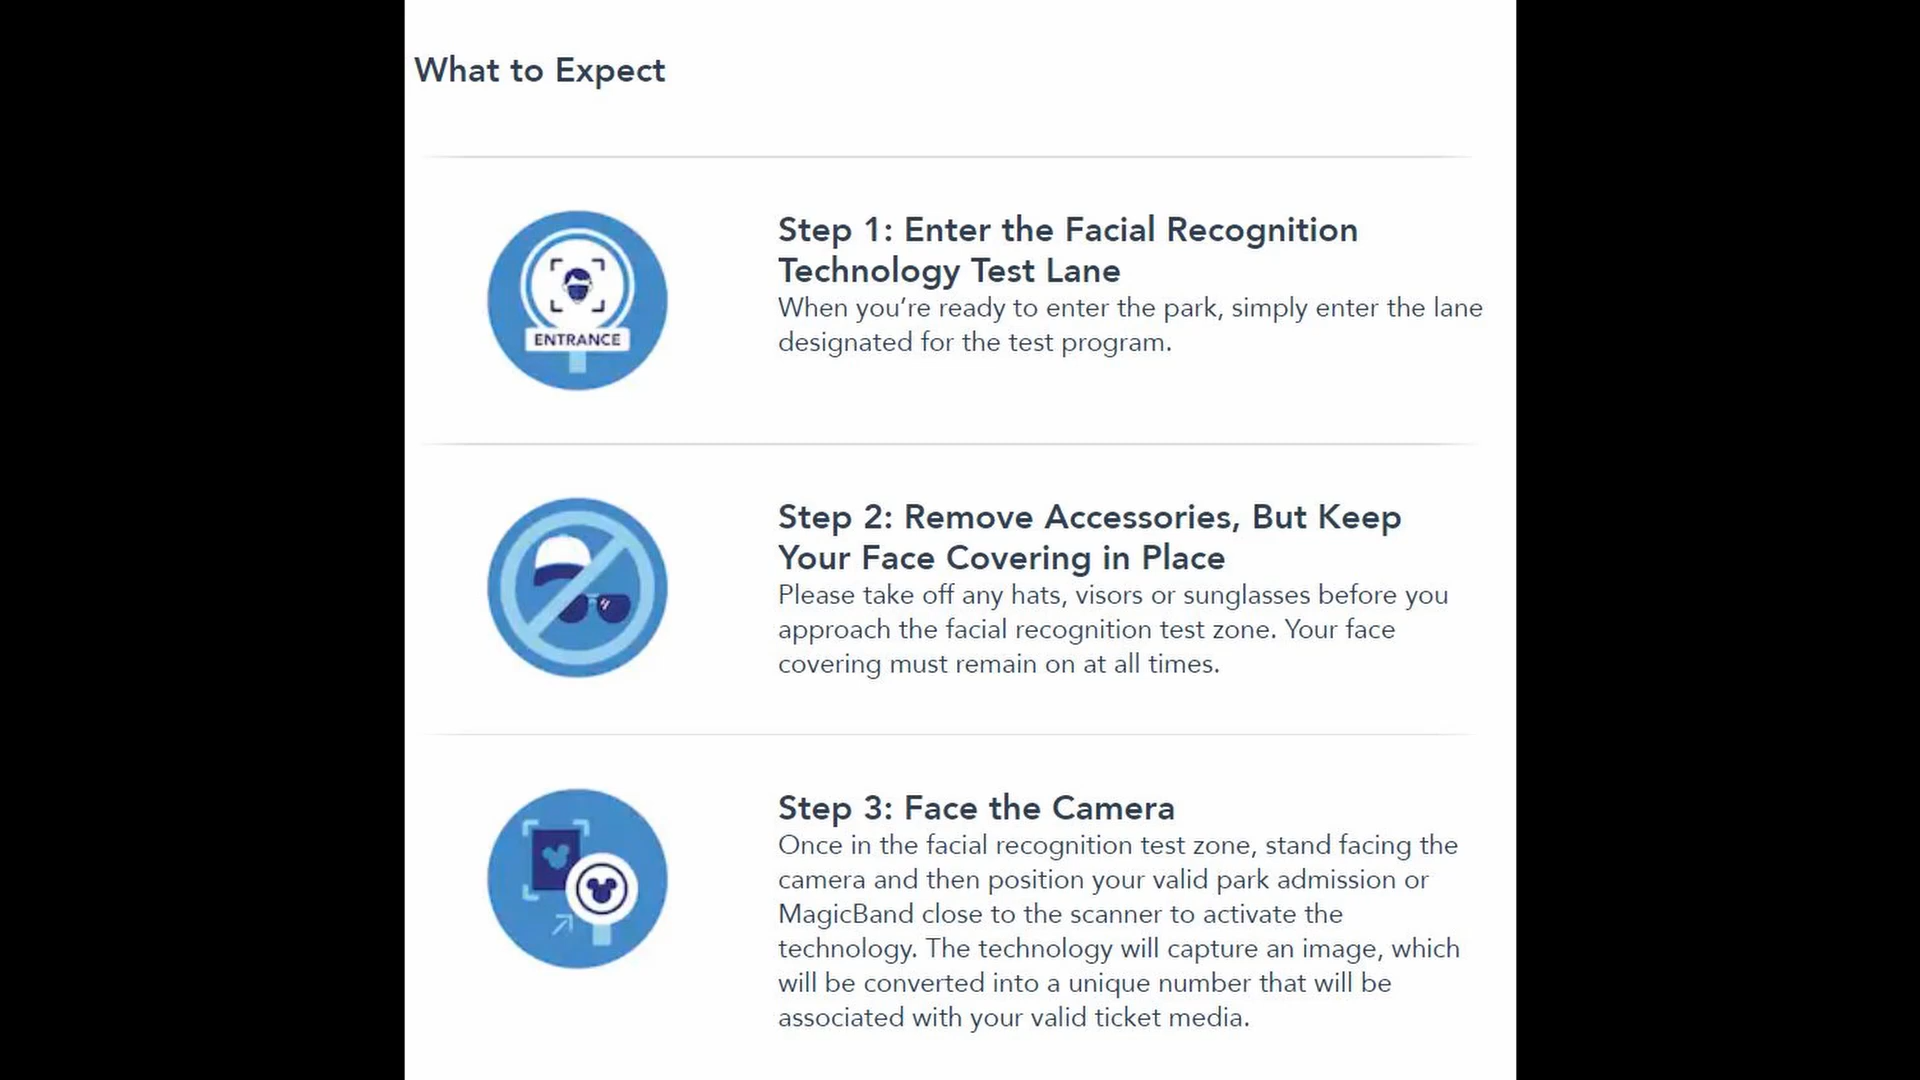 What to Expect
ENTRANCE
Step 1: Enter the Facial Recognition
Technology Test Lane
When you’re ready to enter the park, simply enter the lane
designated for the test program.
Step 2: Remove Accessories, But Keep
Your Face Covering in Place
Please take off any hats, visors or sunglasses before you
approach the facial recognition test zone. Your face
covering must remain on at all times.
Step 3: Face the Camera
Once in the facial recognition test zone, stand facing the
camera and then position your valid park admission or
MagicBand close to the scanner to activate the
technology. The technology will capture an image, which
will be converted into a unique number that will be
associated with your valid ticket media.